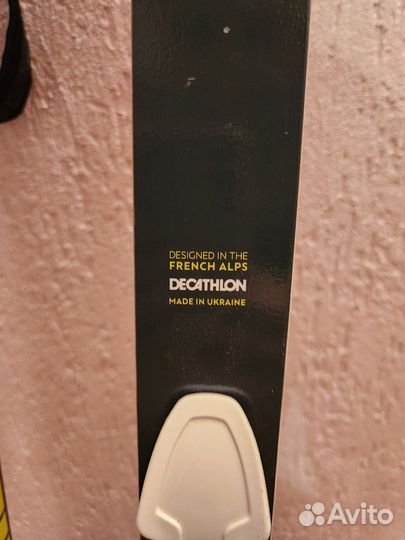 DESIGNED IN THE
FRENCH ALPS
DECATHLON
MADE IN UKRAINE
Avito